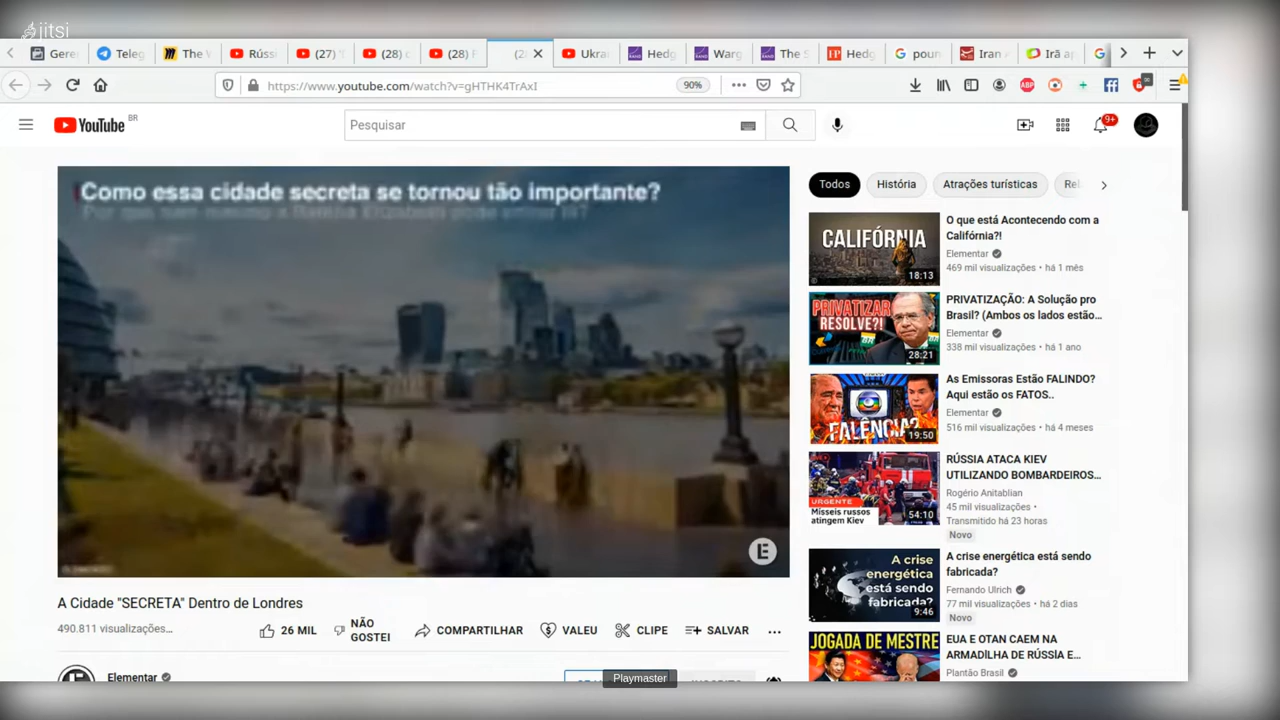 jitsi
Gere
Teleg
The V
Rússi
(27) "
(28) c
(28) F
(2
Ukrai
Hedg
Warg
The S
Hedg
poun
Iran A
Irã a
https://www.youtube.com/watch?v=gHTHK4TrAxI
90%
ABP
YouTube BR
Pesquisar
9+
Como essa cidade secreta se tornou tão importante?
E
Todos
História
Atrações turísticas
Rel
CALIFÓRNIA
18:13
O que está Acontecendo com a
Califórnia?!
Elementar
469 mil visualizações • há 1 mês
PRIVATIZAR
RESOLVE?!
28:21
PRIVATIZAÇÃO: A Solução pro
Brasil? (Ambos os lados estão...
Elementar
338 mil visualizações • há 1 ano
FALÊNCIA?
19:50
As Emissoras Estão FALINDO?
Aqui estão os FATOS..
Elementar
516 mil visualizações • há 4 meses
URGENTE
Mísseis russos
atingem Kiev
54:10
RÚSSIA ATACA KIEV
UTILIZANDO BOMBARDEIROS...
Rogério Anitablian
45 mil visualizações •
Transmitido há 23 horas
Novo
A crise
energética
está sendo
fabricada?
9:46
A crise energética está sendo
fabricada?
Fernando Ulrich
77 mil visualizações • há 2 dias
Novo
JOGADA DE MESTRE
EUA E OTAN CAEM NA
ARMADILHA DE RÚSSIA E...
Plantão Brasil
A Cidade "SECRETA" Dentro de Londres
490.811 visualizações...
26 MIL
NÃO
GOSTEI
COMPARTILHAR
VALEU
CLIPE
SALVAR
Elementar
Playmaster